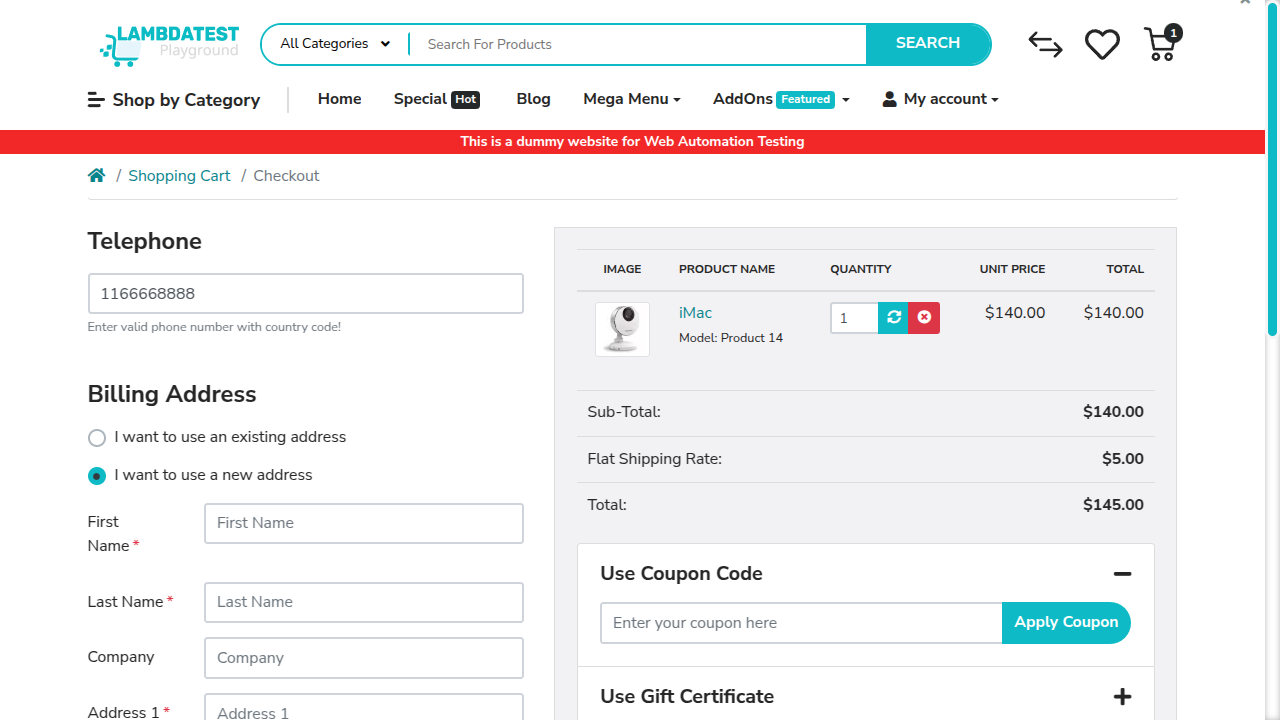 LAMBDATEST
Playground
All Categories
Search For Products
SEARCH
1
Shop by Category
Home
Special Hot
Blog
Mega Menu
AddOns Featured
My account
This is a dummy website for Web Automation Testing
/ Shopping Cart / Checkout
Telephone
1166668888
Enter valid phone number with country code!
Billing Address
I want to use an existing address
I want to use a new address
First Name *
First Name
Last Name *
Last Name
Company
Company
Address 1 *
Address 1
IMAGE PRODUCT NAME QUANTITY UNIT PRICE TOTAL
iMac 1 $140.00 $140.00
Model: Product 14
Sub-Total: $140.00
Flat Shipping Rate: $5.00
Total: $145.00
Use Coupon Code
Enter your coupon here
Apply Coupon
Use Gift Certificate